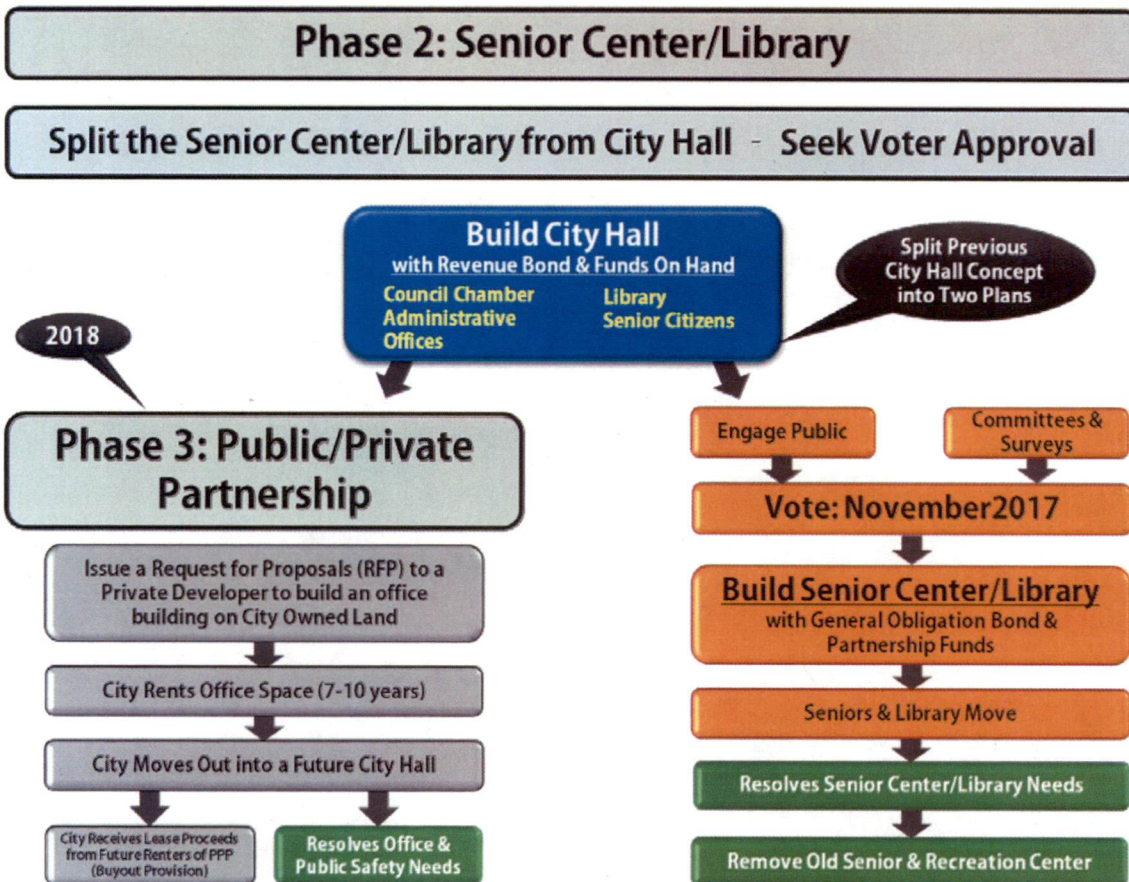 Phase 2: Senior Center/Library
Split the Senior Center/Library from City Hall - Seek Voter Approval
Build City Hall
with Revenue Bond & Funds On Hand
Council Chamber
Administrative
Offices
Library
Senior Citizens
Split Previous
City Hall Concept
into Two Plans
2018
Phase 3: Public/Private
Partnership
Issue a Request for Proposals (RFP) to a
Private Developer to build an office
building on City Owned Land
City Rents Office Space (7-10 years)
City Moves Out into a Future City Hall
City Receives Lease Proceeds
from Future Renters of PPP
(Buyout Provision)
Resolves Office &
Public Safety Needs
Engage Public
Committees &
Surveys
Vote: November2017
Build Senior Center/Library
with General Obligation Bond &
Partnership Funds
Seniors & Library Move
Resolves Senior Center/Library Needs
Remove Old Senior & Recreation Center